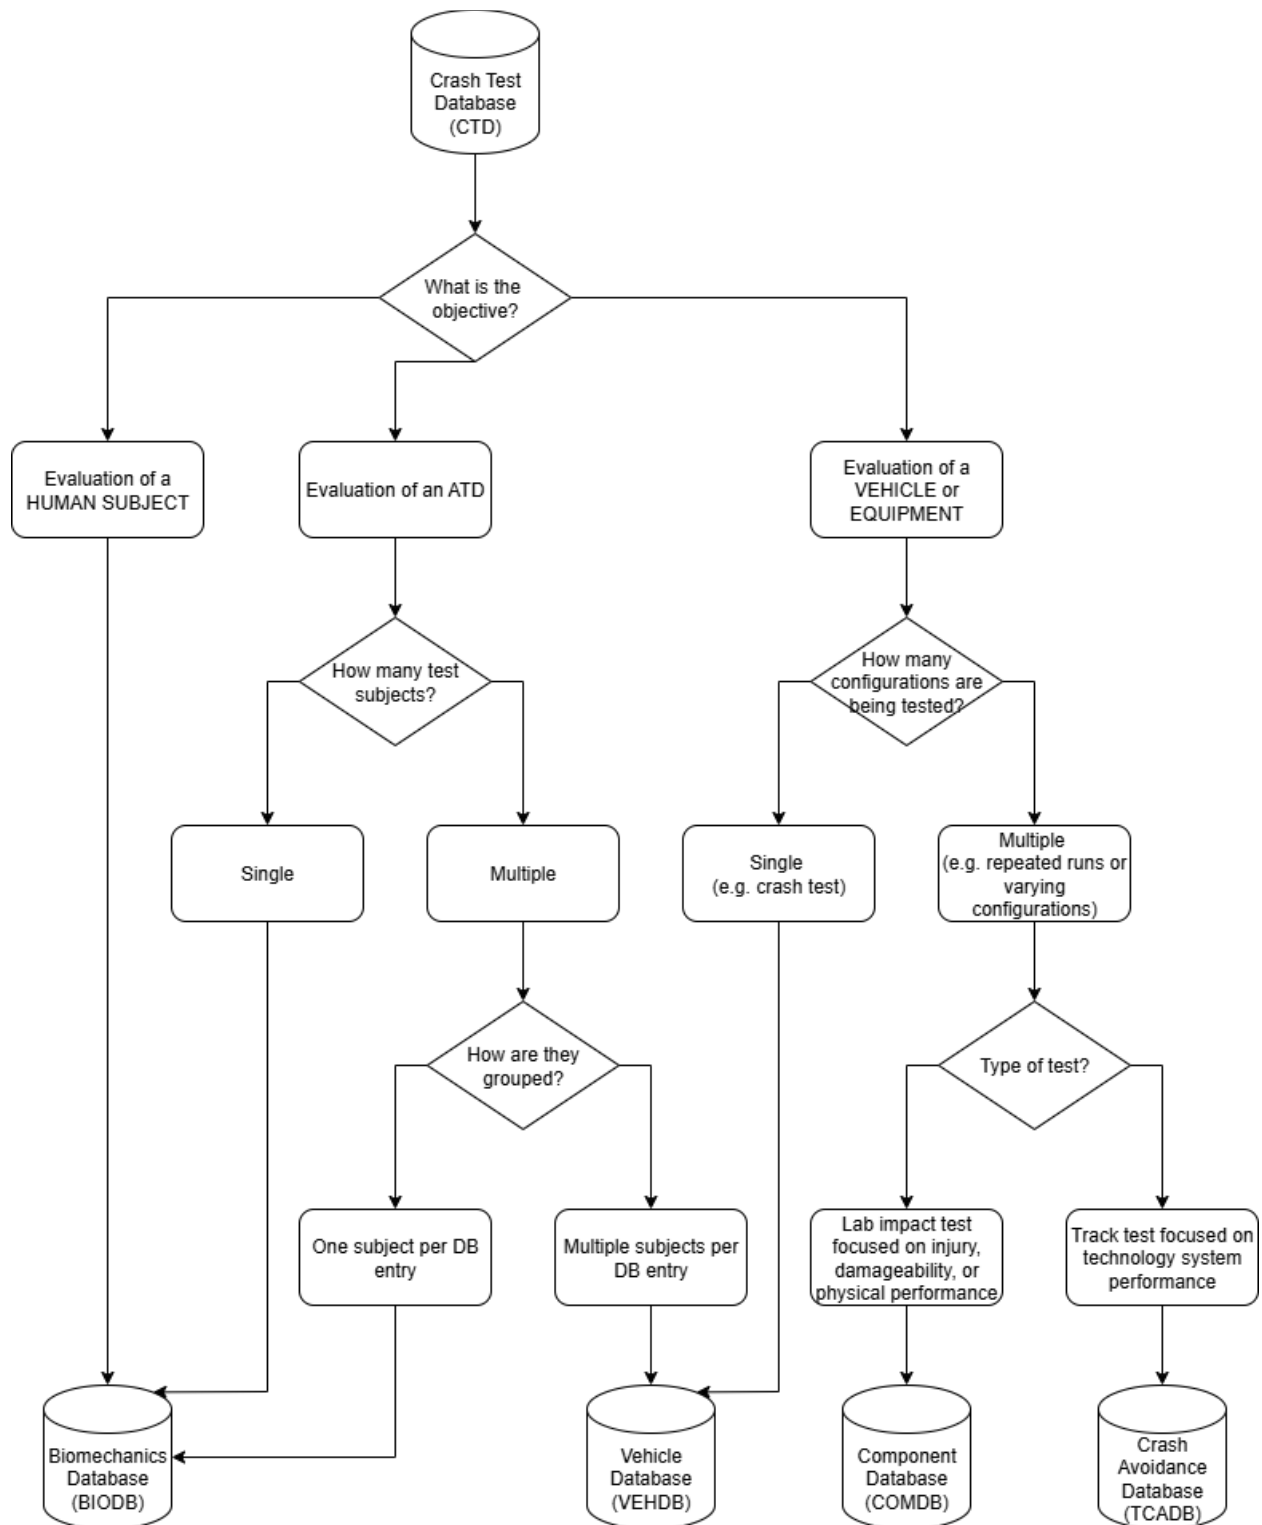 Crash Test
Database
(CTD)
What is the
objective?
Evaluation of a
HUMAN SUBJECT
Evaluation of an ATD
Evaluation of a
VEHICLE or
EQUIPMENT
How many test
subjects?
How many
configurations are
being tested?
Single
Multiple
Single
(e.g. crash test)
Multiple
(e.g. repeated runs or
varying
configurations)
How are they
grouped?
Type of test?
One subject per DB
entry
Multiple subjects per
DB entry
Lab impact test
focused on injury,
damageability, or
physical performance
Track test focused on
technology system
performance
Biomechanics
Database
(BIODB)
Vehicle
Database
(VEHDB)
Component
Database
(COMDB)
Crash
Avoidance
Database
(TCADB)